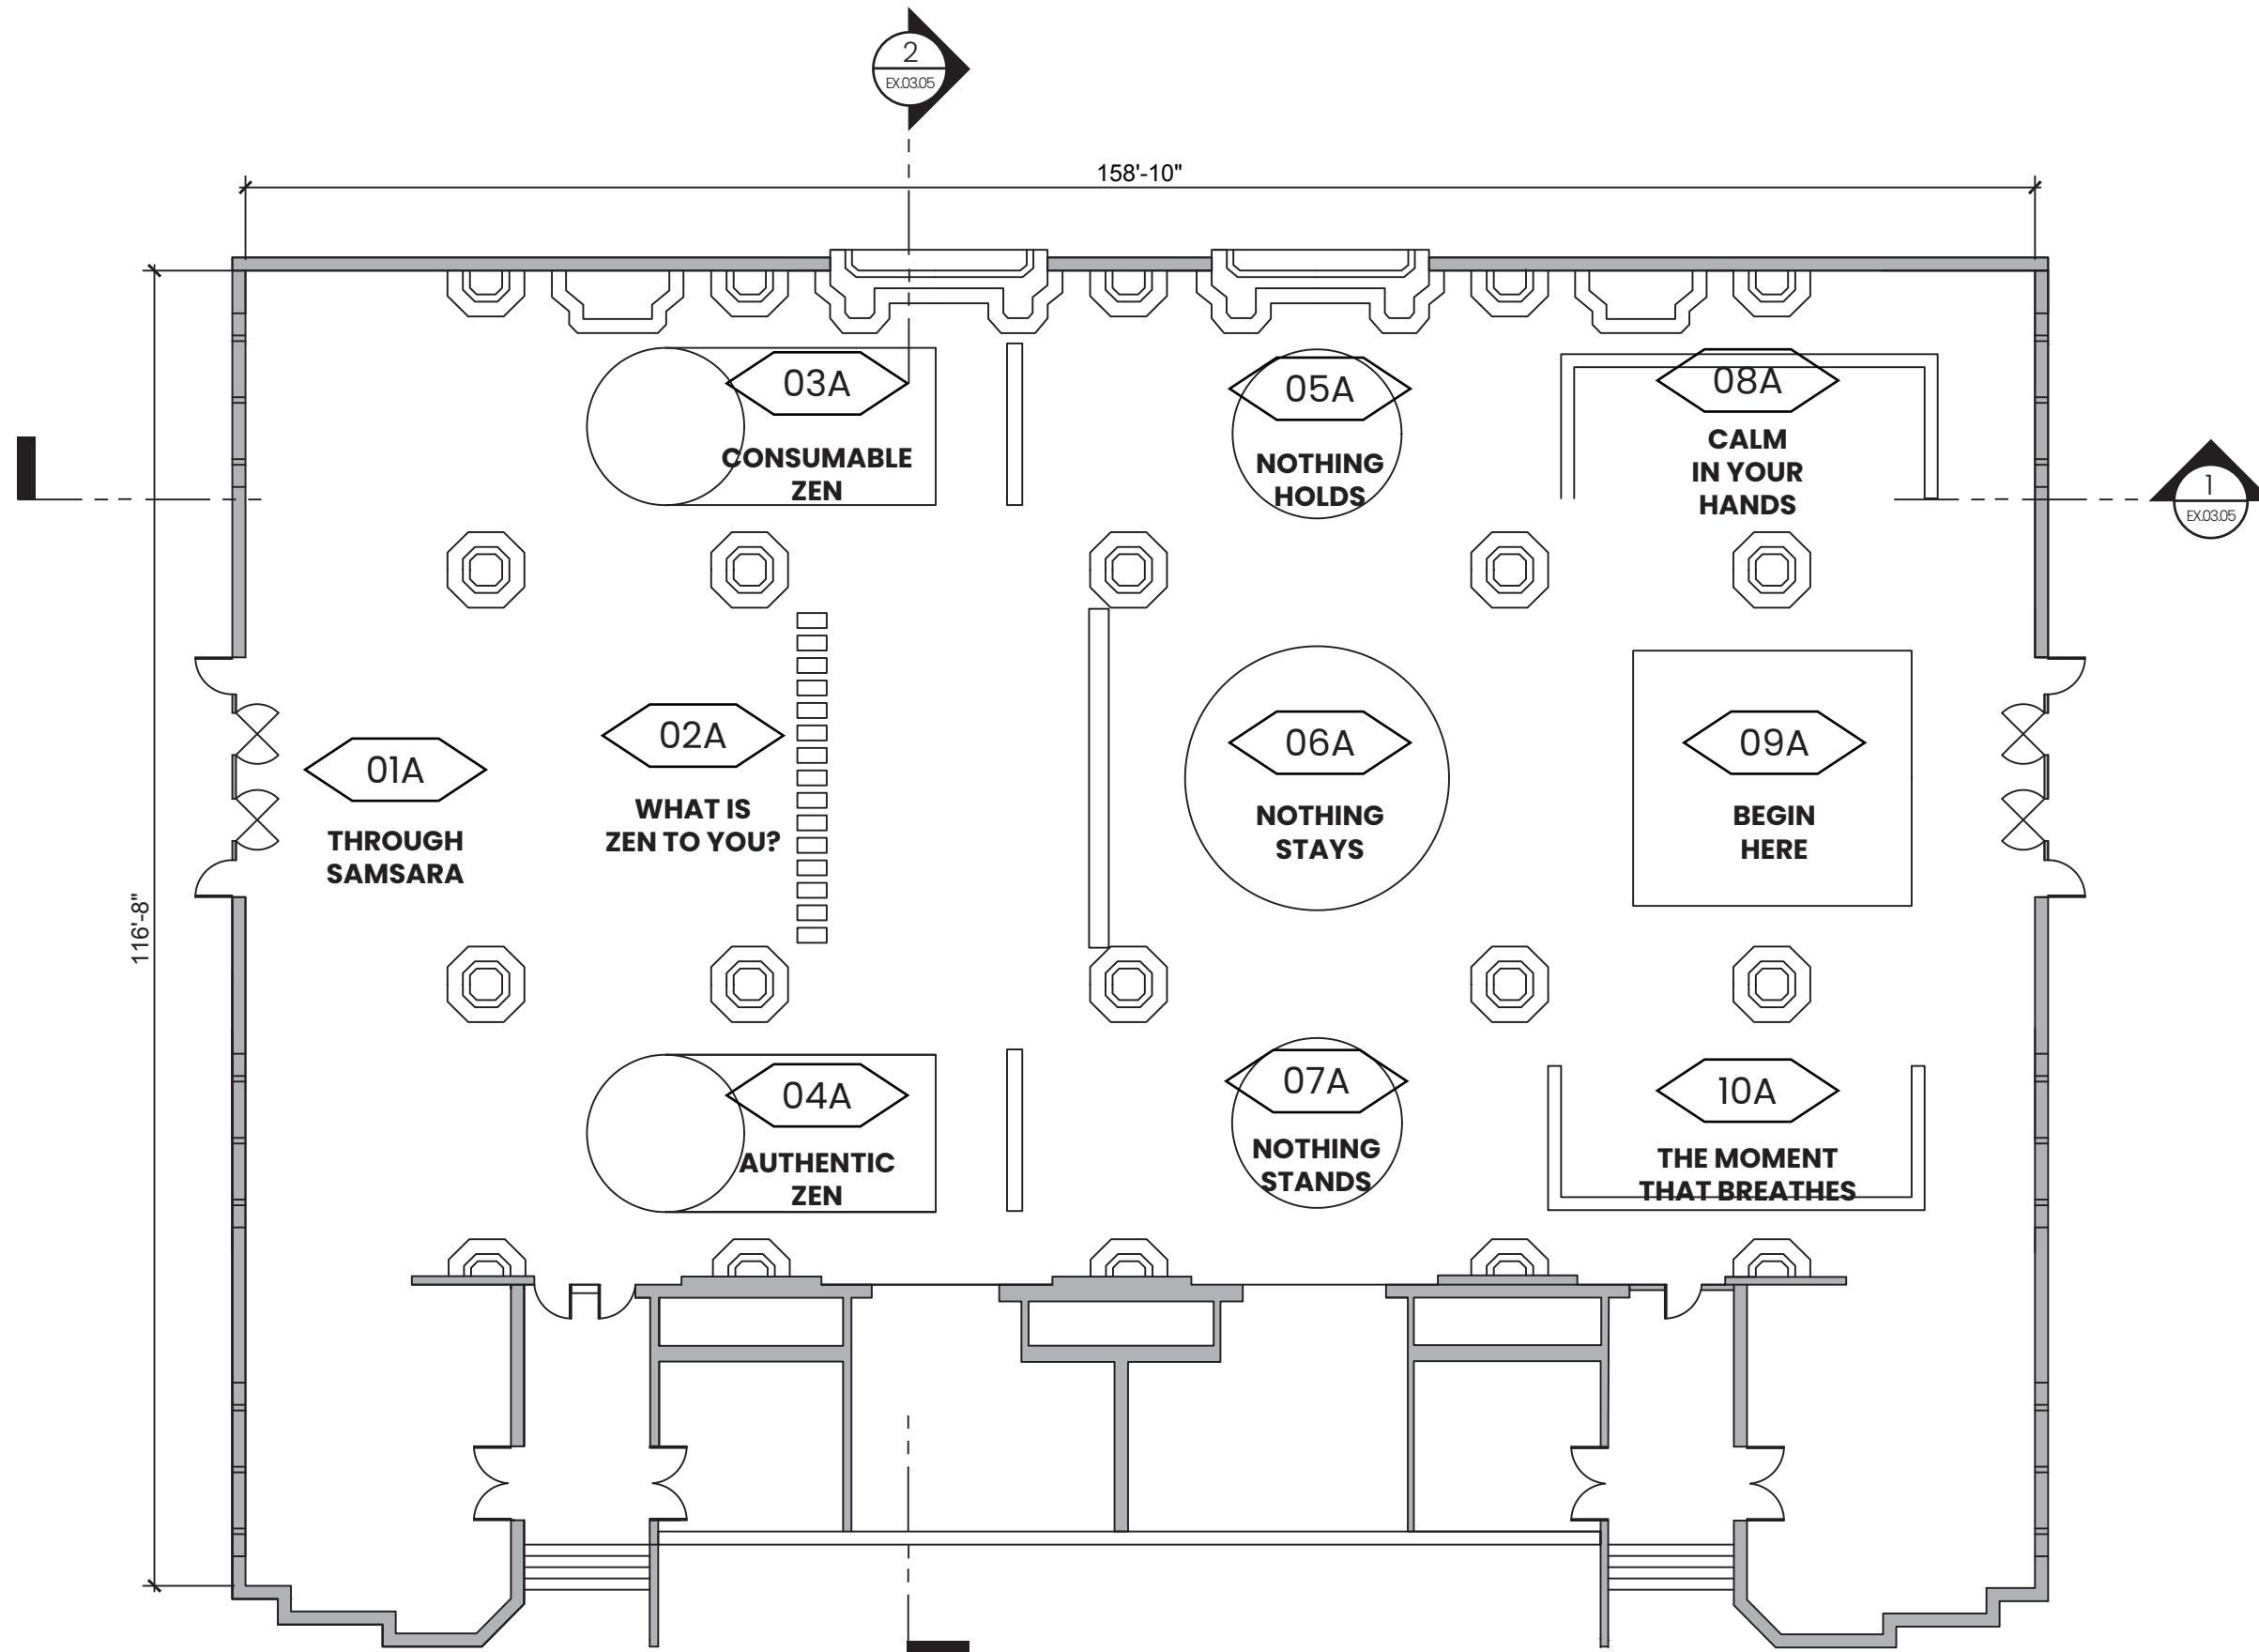 2
EX.03.05
158'-10"
03A
CONSUMABLE
ZEN
05A
NOTHING
HOLDS
08A
CALM
IN YOUR
HANDS
1
EX.03.05
01A
THROUGH
SAMSARA
02A
WHAT IS
ZEN TO YOU?
06A
NOTHING
STAYS
09A
BEGIN
HERE
116'-8"
04A
AUTHENTIC
ZEN
07A
NOTHING
STANDS
10A
THE MOMENT
THAT BREATHES